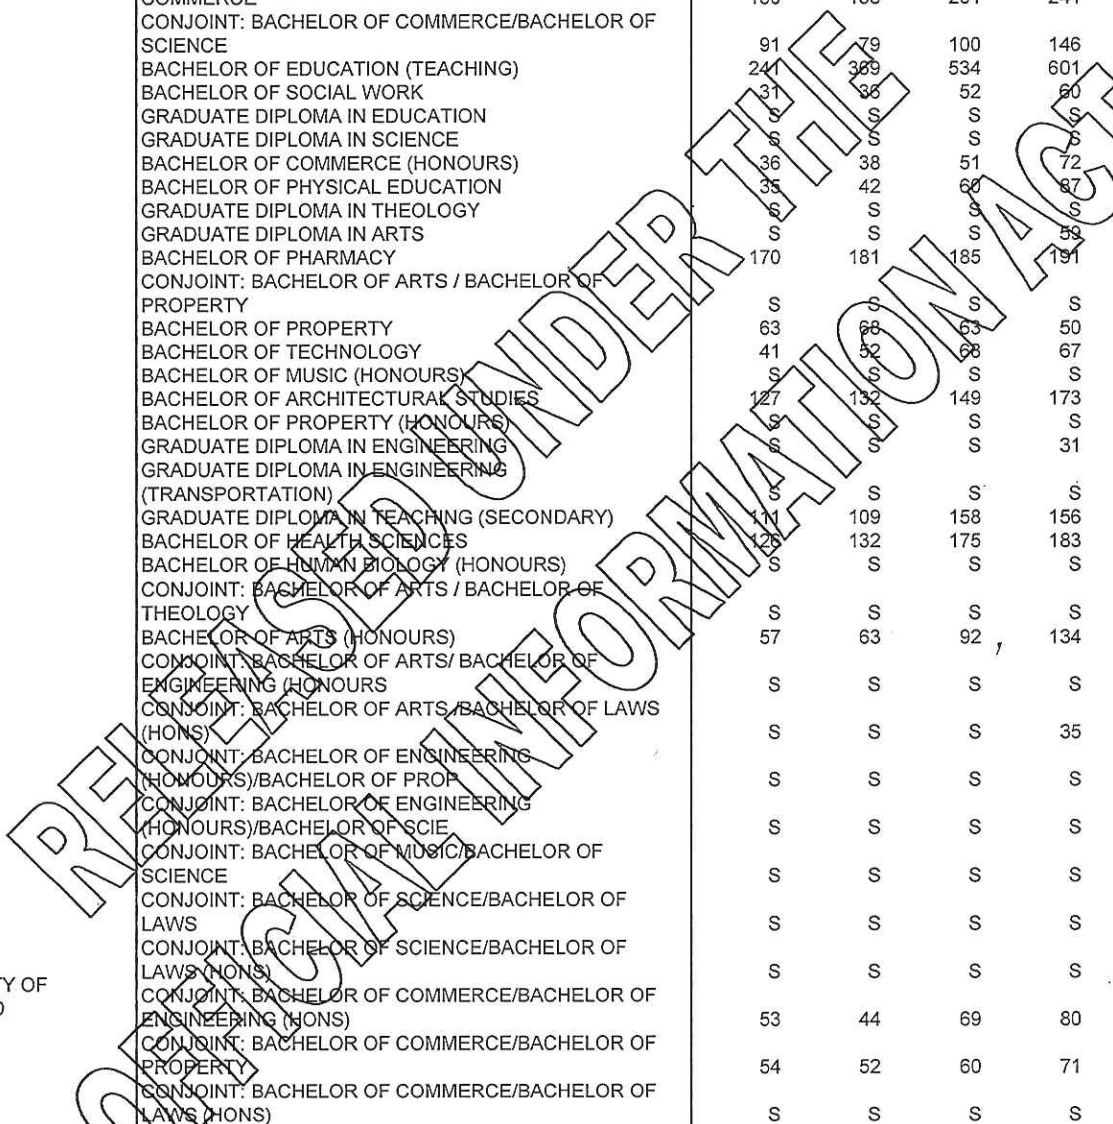 CONJOINT: BACHELOR OF COMMERCE/BACHELOR OF
SCIENCE 91 79 100 146
BACHELOR OF EDUCATION (TEACHING) 241 369 534 601
BACHELOR OF SOCIAL WORK 31 36 52 60
GRADUATE DIPLOMA IN EDUCATION S S S S
GRADUATE DIPLOMA IN SCIENCE S S S S
BACHELOR OF COMMERCE (HONOURS) 36 38 51 72
BACHELOR OF PHYSICAL EDUCATION 35 42 60 87
GRADUATE DIPLOMA IN THEOLOGY S S S S
GRADUATE DIPLOMA IN ARTS S S S 59
BACHELOR OF PHARMACY 170 181 185 191
CONJOINT: BACHELOR OF ARTS / BACHELOR OF
PROPERTY S S S S
BACHELOR OF PROPERTY 63 68 63 50
BACHELOR OF TECHNOLOGY 41 52 68 67
BACHELOR OF MUSIC (HONOURS) S S S S
BACHELOR OF ARCHITECTURAL STUDIES 127 132 149 173
BACHELOR OF PROPERTY (HONOURS) S S S S
GRADUATE DIPLOMA IN ENGINEERING S S S 31
GRADUATE DIPLOMA IN ENGINEERING
(TRANSPORTATION) S S S S
GRADUATE DIPLOMA IN TEACHING (SECONDARY) 111 109 158 156
BACHELOR OF HEALTH SCIENCES 126 132 175 183
BACHELOR OF HUMAN BIOLOGY (HONOURS) S S S S
CONJOINT: BACHELOR OF ARTS / BACHELOR OF
THEOLOGY S S S S
BACHELOR OF ARTS (HONOURS) 57 63 92 134
CONJOINT: BACHELOR OF ARTS/ BACHELOR OF
ENGINEERING (HONOURS S S S S
CONJOINT: BACHELOR OF ARTS /BACHELOR OF LAWS
(HONS) S S S 35
CONJOINT: BACHELOR OF ENGINEERING
(HONOURS)/BACHELOR OF PROP S S S S
CONJOINT: BACHELOR OF ENGINEERING
(HONOURS)/BACHELOR OF SCIE S S S S
CONJOINT: BACHELOR OF MUSIC/BACHELOR OF
SCIENCE S S S S
CONJOINT: BACHELOR OF SCIENCE/BACHELOR OF
LAWS S S S S
CONJOINT: BACHELOR OF SCIENCE/BACHELOR OF
LAWS (HONS) S S S S
TY OF
CONJOINT: BACHELOR OF COMMERCE/BACHELOR OF
ENGINEERING (HONS) 53 44 69 80
CONJOINT: BACHELOR OF COMMERCE/BACHELOR OF
PROPERTY 54 52 60 71
CONJOINT: BACHELOR OF COMMERCE/BACHELOR OF
LAWS (HONS) S S S S
RELEASED UNDER THE
OFFICIAL INFORMATION ACT